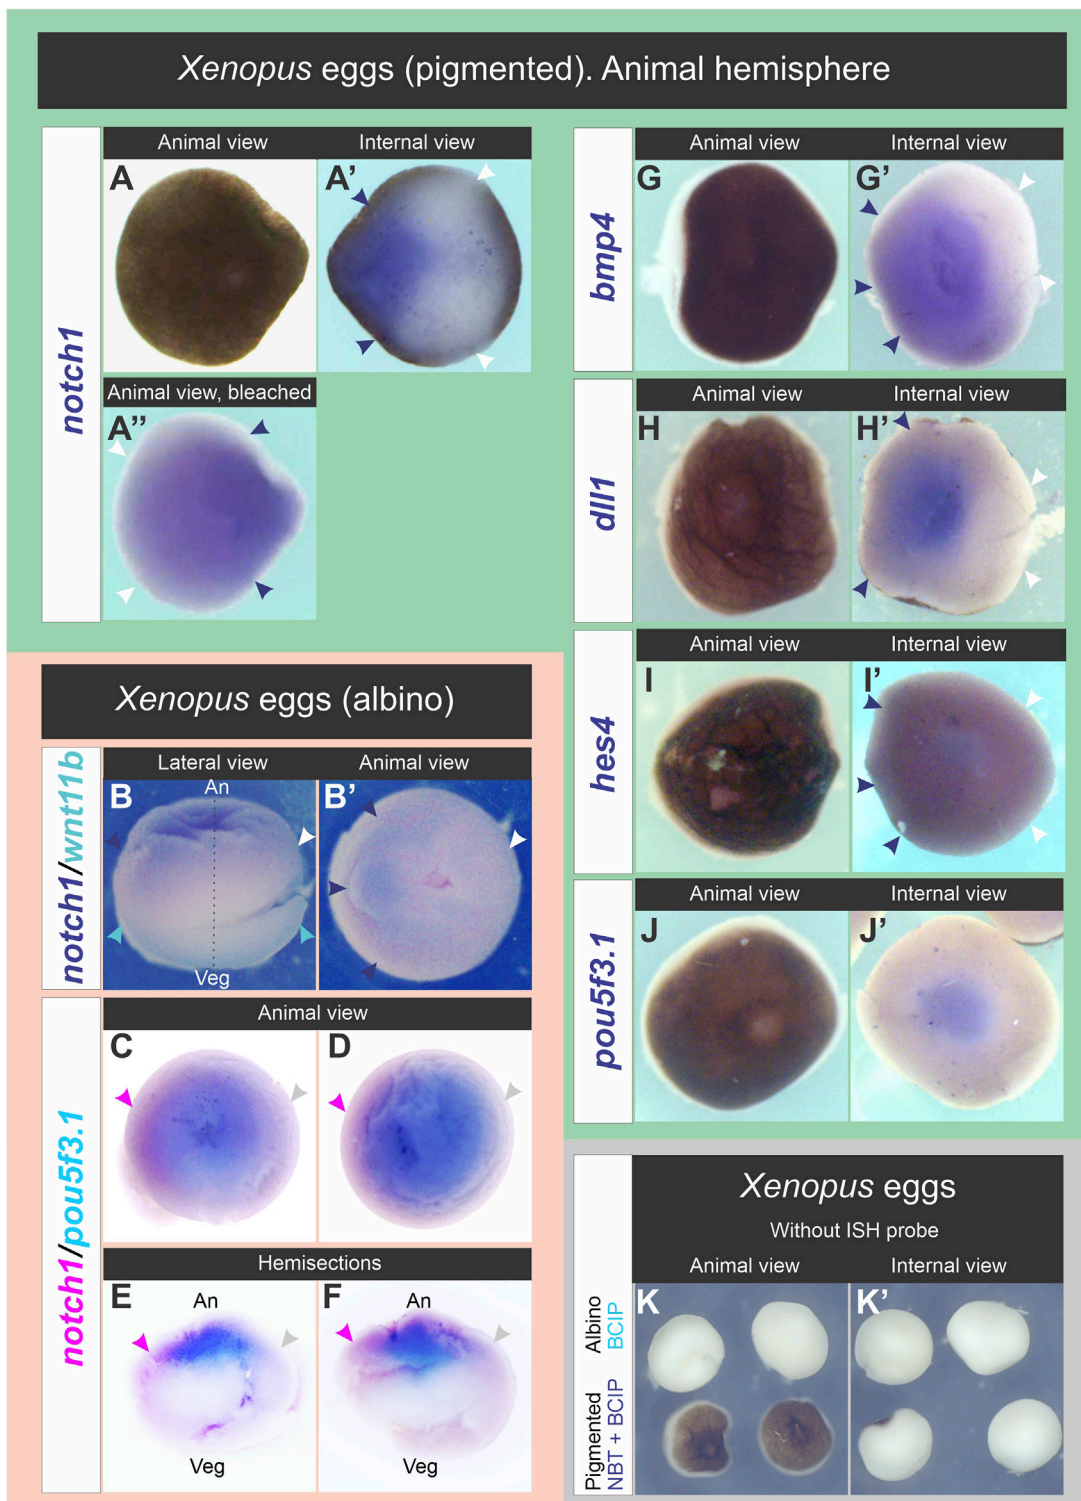 Xenopus eggs (pigmented). Animal hemisphere
notch1
Animal view
Internal view
A
A’
Animal view, bleached
A”
Xenopus eggs (albino)
notch1/wnt11b
Lateral view
Animal view
B
An
Veg
B’
notch1/pou5f3.1
Animal view
C
D
Hemisections
E
An
Veg
F
An
Veg
bmp4
Animal view
Internal view
G
G’
dll1
Animal view
Internal view
H
H’
hes4
Animal view
Internal view
I
I’
pou5f3.1
Animal view
Internal view
J
J’
Xenopus eggs
Without ISH probe
Animal view
Internal view
K
K’
Albino
BCIP
Pigmented
NBT + BCIP